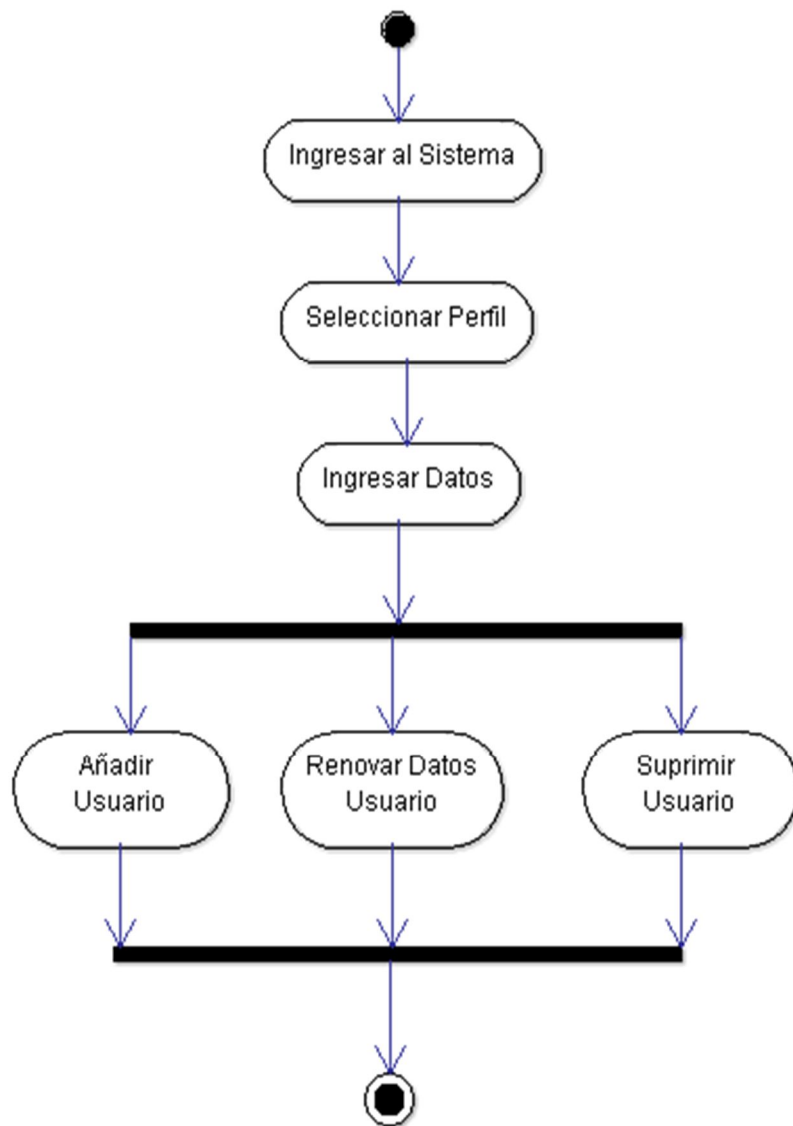 Ingresar al Sistema
Seleccionar Perfil
Ingresar Datos
Añadir
Usuario
Renovar Datos
Usuario
Suprimir
Usuario